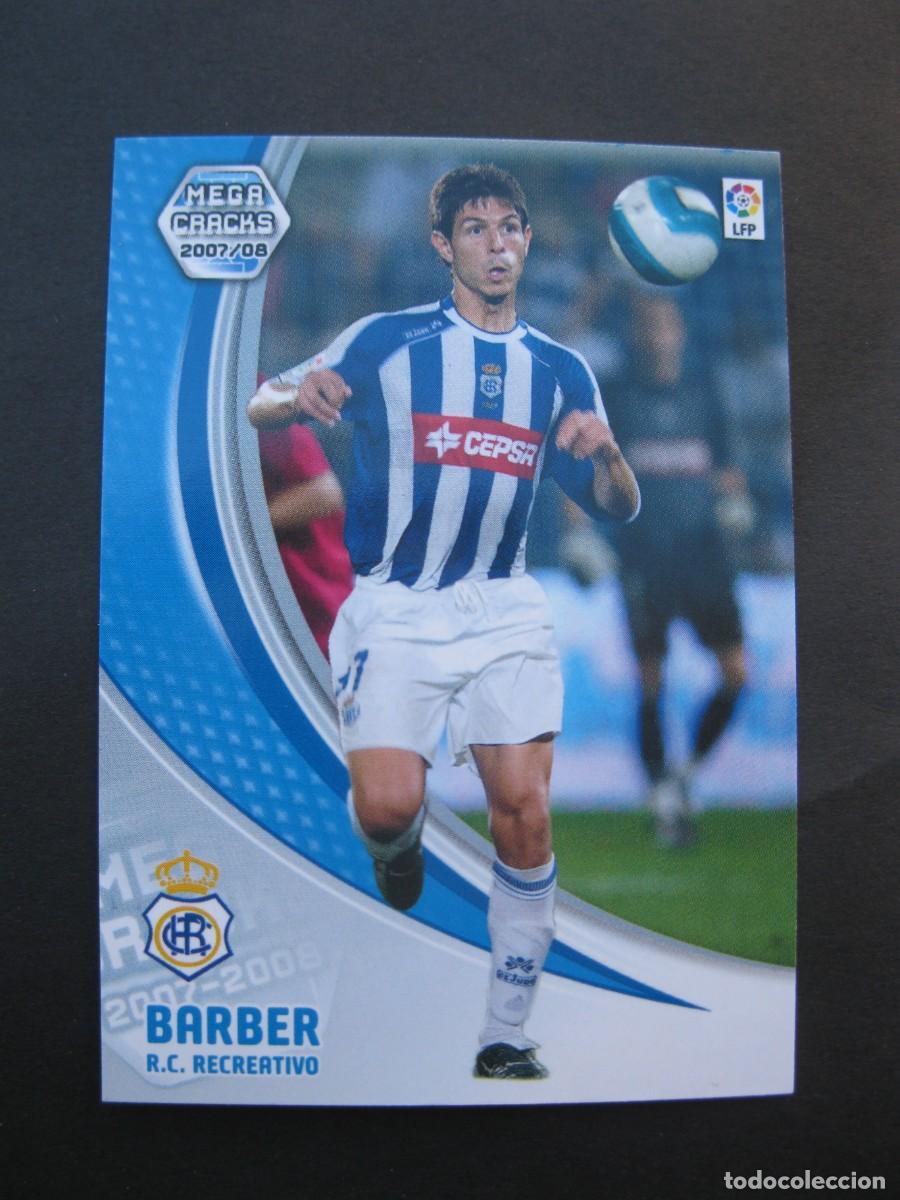 MEGA
CRACKS
2007/08
LFP
CEPSA
2007-2008
BARBER
R.C. RECREATIVO
todocoleccion